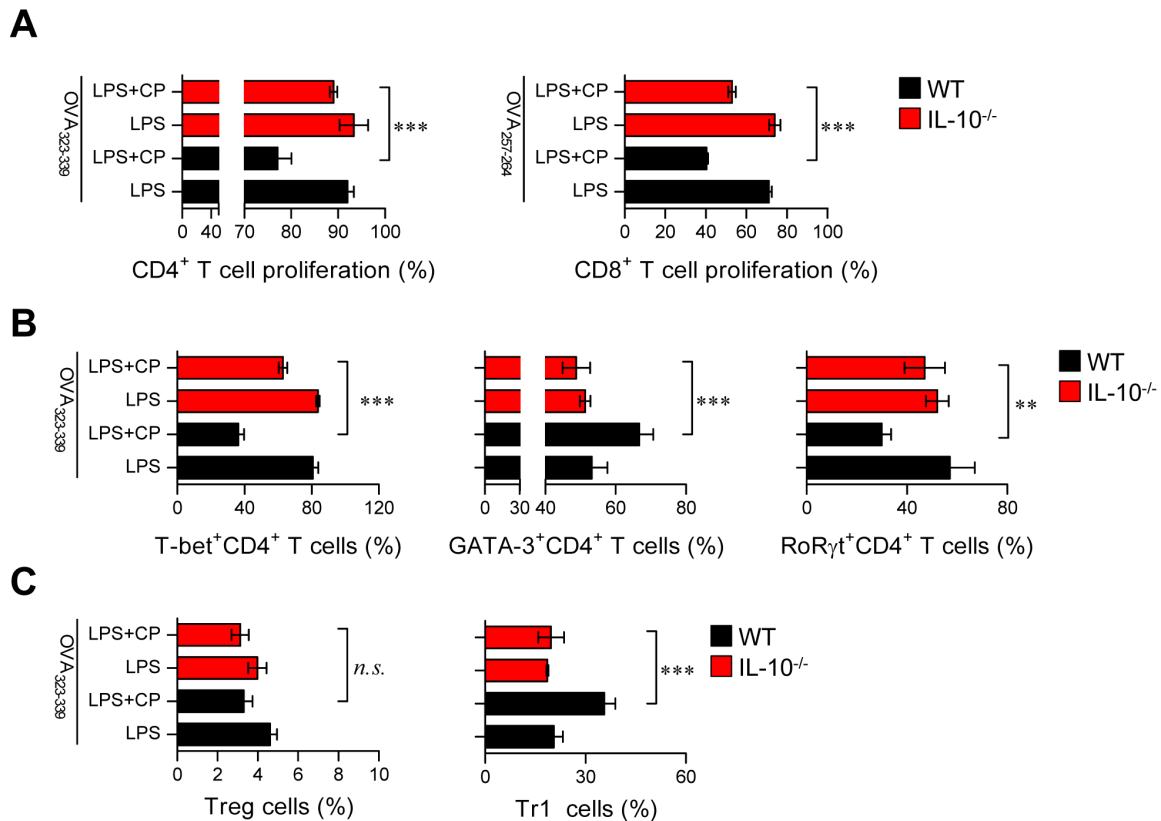 A
OVA323-339
LPS+CP
LPS
LPS+CP
LPS
***
0 40 70 80 90 100
CD4+ T cell proliferation (%)
OVA257-264
LPS+CP
LPS
LPS+CP
LPS
***
0 20 40 60 80 100
CD8+ T cell proliferation (%)
WT
IL-10-/-
B
OVA323-339
LPS+CP
LPS
LPS+CP
LPS
***
0 40 80 120
T-bet+CD4+ T cells (%)
***
0 30 40 60 80
GATA-3+CD4+ T cells (%)
**
0 40 80
RoRγt+CD4+ T cells (%)
WT
IL-10-/-
C
OVA323-339
LPS+CP
LPS
LPS+CP
LPS
n.s.
0 2 4 6 8 10
Treg cells (%)
***
0 30 60
Tr1 cells (%)
WT
IL-10-/-